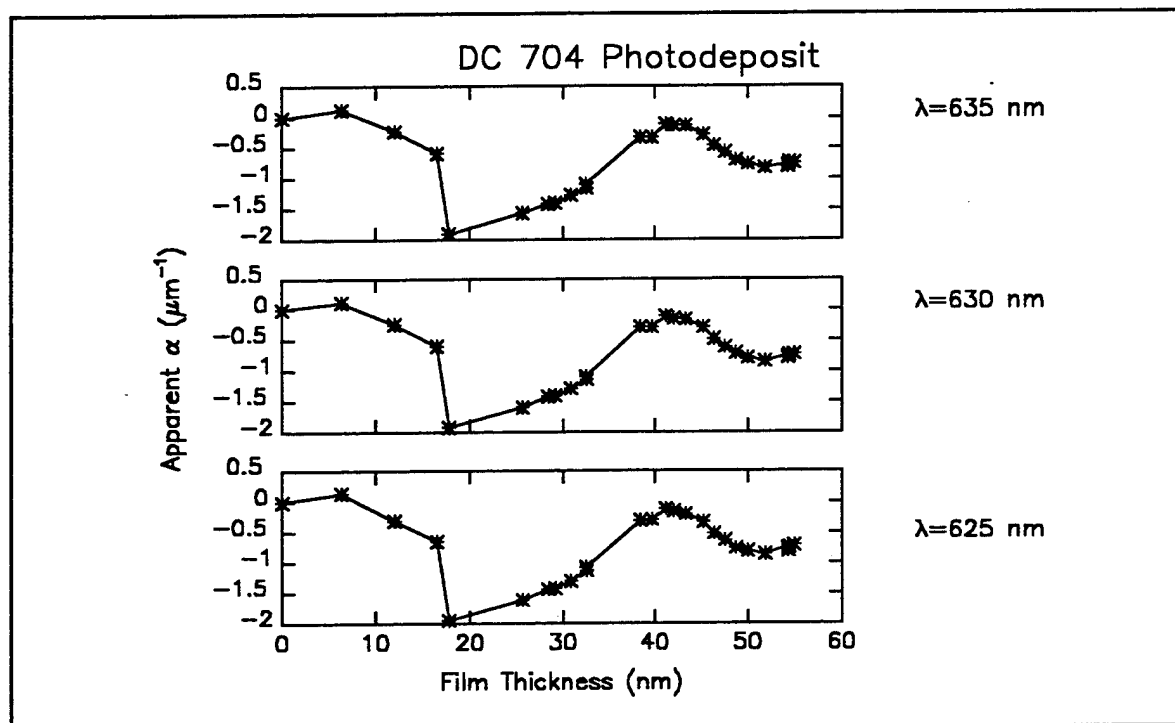 DC 704 Photodeposit
0.5
0
−0.5
−1
−1.5
−2
λ=635 nm
0.5
0
−0.5
−1
−1.5
−2
λ=630 nm
Apparent α (μm⁻¹)
0.5
0
−0.5
−1
−1.5
−2
λ=625 nm
0 10 20 30 40 50 60
Film Thickness (nm)